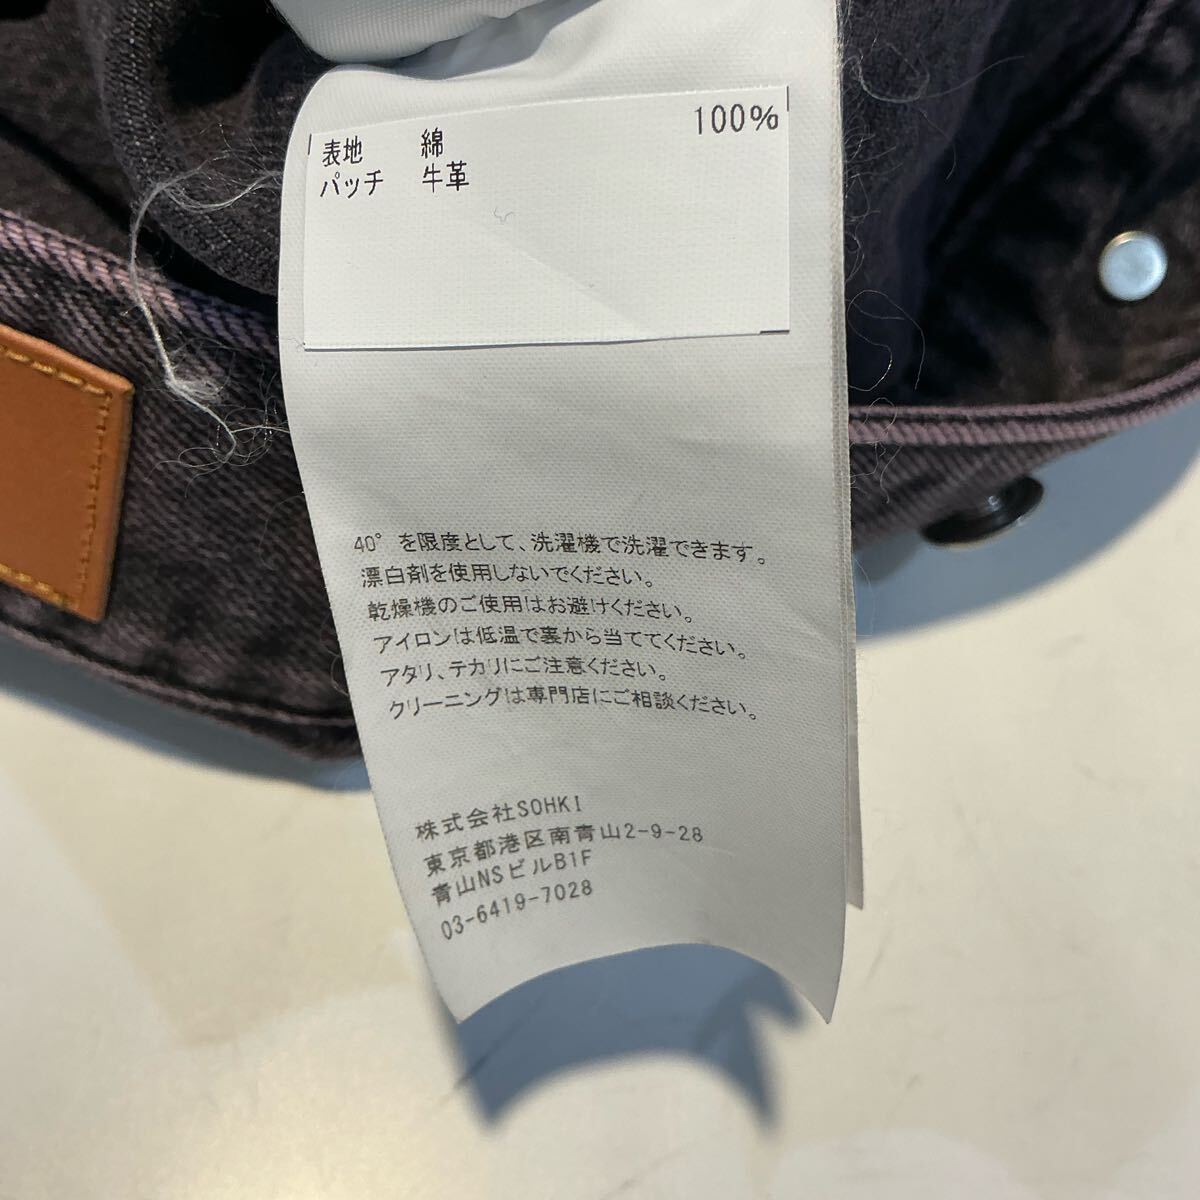 表地 綿 100%
パッチ 牛革
40° を限度として、洗濯機で洗濯できます。
漂白剤を使用しないでください。
乾燥機のご使用はお避けください。
アイロンは低温で裏から当ててください。
アタリ、テカリにご注意ください。
クリーニングは専門店にご相談ください。
株式会社SOHKI
東京都港区南青山2-9-28
青山NSビルB1F
03-6419-7028